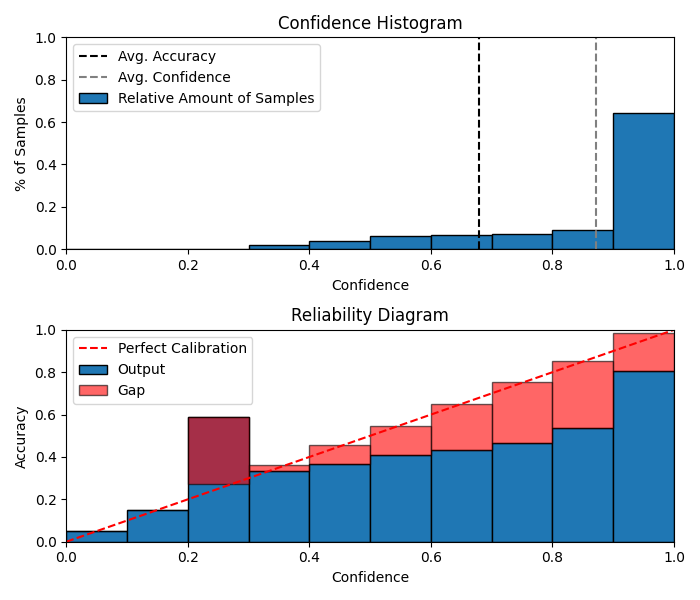 Confidence Histogram
1.0
0.8
0.6
0.4
0.2
0.0
% of Samples
Avg. Accuracy
Avg. Confidence
Relative Amount of Samples
0.0 0.2 0.4 0.6 0.8 1.0
Confidence
Reliability Diagram
1.0
0.8
0.6
0.4
0.2
0.0
Accuracy
Perfect Calibration
Output
Gap
0.0 0.2 0.4 0.6 0.8 1.0
Confidence